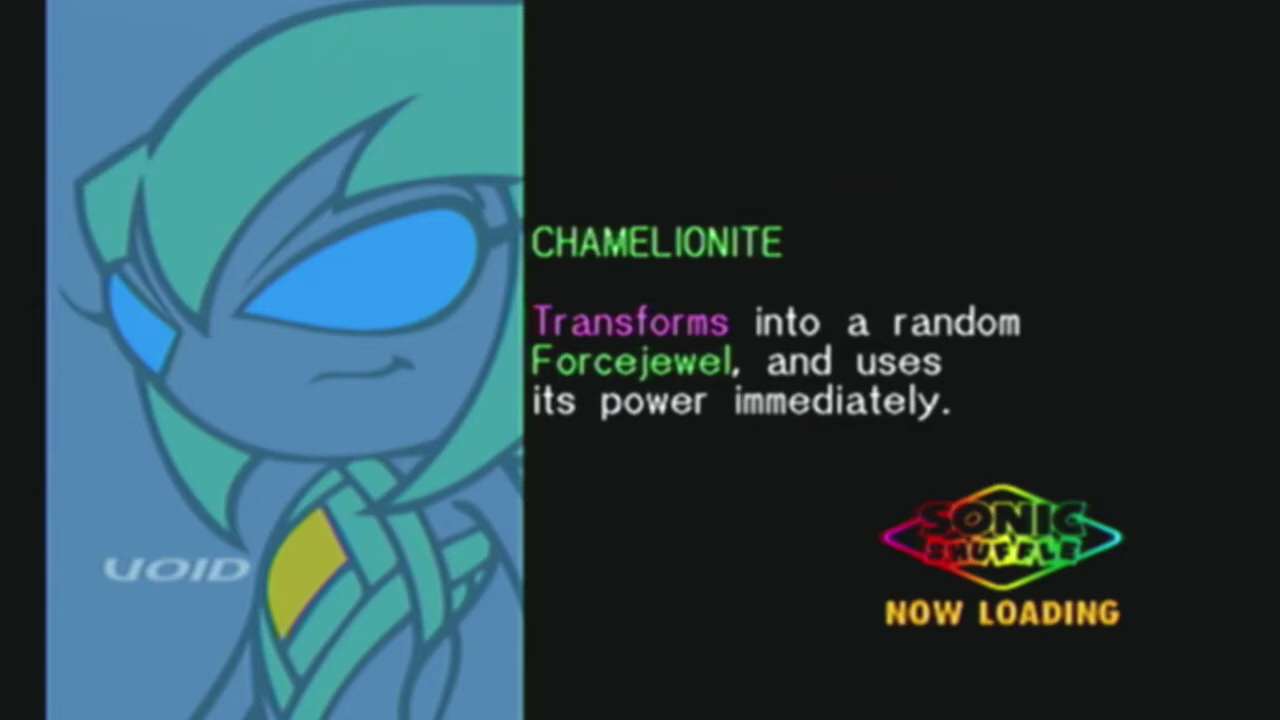 CHAMELIONITE
Transforms into a random
Forcejewel, and uses
its power immediately.
VOID
SONIC
SHUFFLE
NOW LOADING